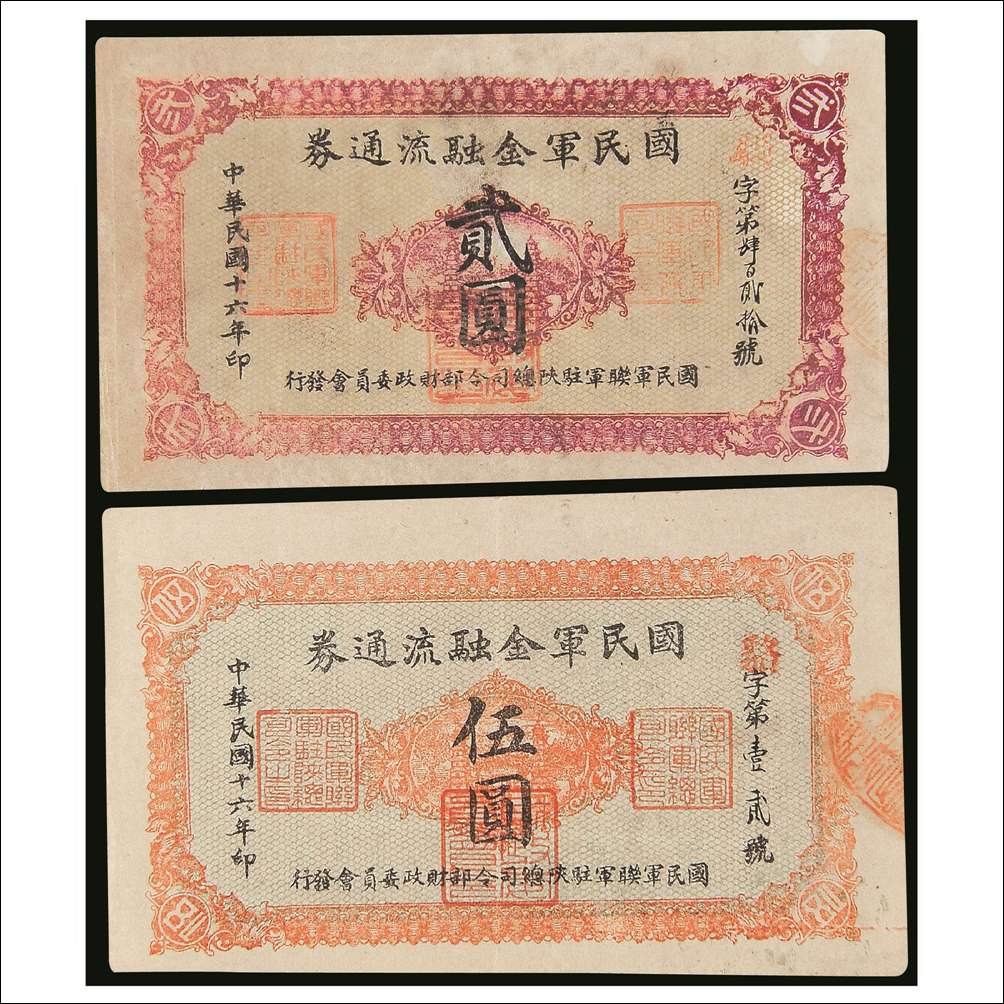 國民軍金融流通券
字第肆百貳拾號
貳圓
中華民國十六年印
國民軍聯軍駐陝總司令部財政委員會發行
國民軍金融流通券
字第壹貳號
伍圓
中華民國十六年印
國民軍聯軍駐陝總司令部財政委員會發行